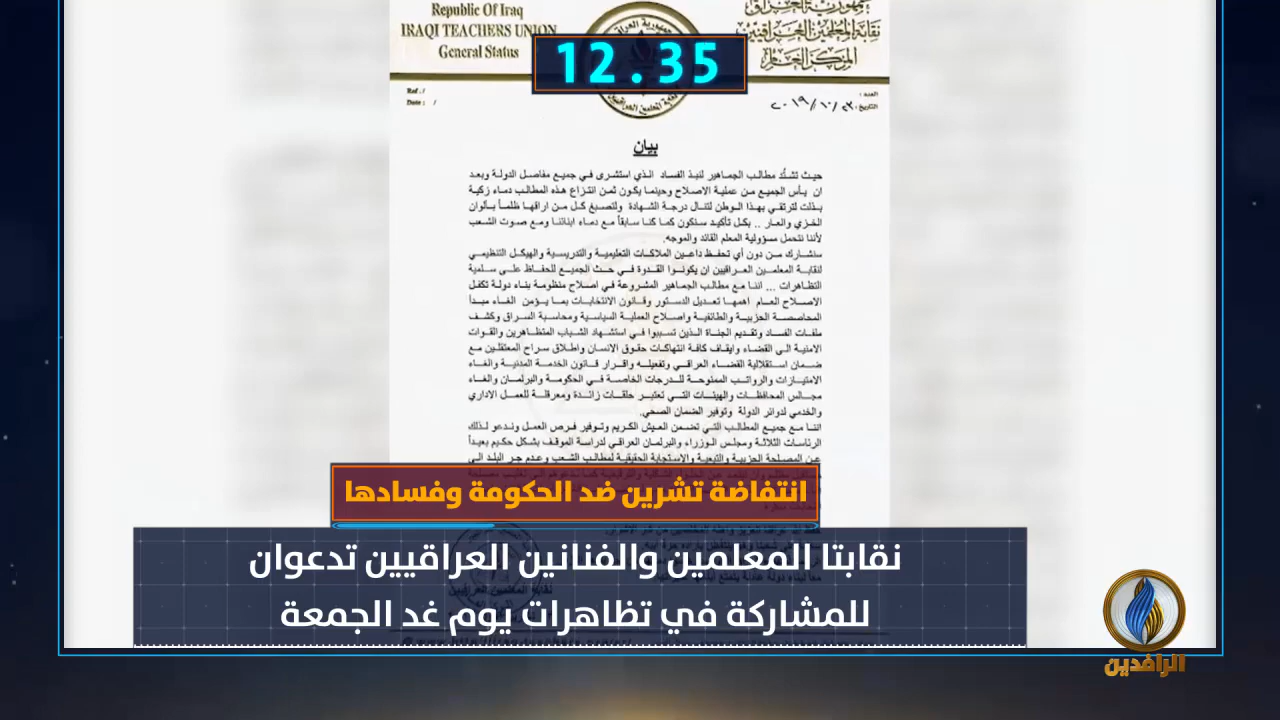 Republic Of Iraq
IRAQI TEACHERS UNION
General Status
جمهورية العراق
نقابة المعلمين العراقيين
المركز العام
12.35
Ref. /
Date : /
العدد :
التاريخ : ٢٠١٩/١٠/٢٣
بيان
حيث تشتد مطالب الجماهير لنبذ الفساد الذي استشرى في جميع مفاصل الدولة وبعد
ان يأس الجميع من عملية الاصلاح وحينما يكون ثمن انتزاع هذه المطالب دماء زكية
بذلت لترتقي بهذا الوطن لتنال درجة الشهادة ولتصبغ كل من اراقها ظلماً بألوان
الخزي والعار .. بكل تأكيد سنكون كما كنا سابقاً مع دماء ابنائنا ومع صوت الشعب
لأننا نتحمل مسؤولية المعلم القائد والموجه.
سنشارك من دون أي تحفظ داعين الملاكات التعليمية والتدريسية والهيكل التنظيمي
لنقابة المعلمين العراقيين ان يكونوا القدوة في حث الجميع للحفاظ على سلمية
التظاهرات ... اننا مع مطالب الجماهير المشروعة في اصلاح منظومة بناء دولة تكفل
الاصلاح العام اهمها تعديل الدستور وقانون الانتخابات بما يؤمن الغاء مبدأ
المحاصصة الحزبية والطائفية واصلاح العملية السياسية ومحاسبة السراق وكشف
ملفات الفساد وتقديم الجناة الذين تسببوا في استشهاد الشباب المتظاهرين والقوات
الامنية الى القضاء وايقاف كافة انتهاكات حقوق الانسان واطلاق سراح المعتقلين مع
ضمان استقلالية القضاء العراقي وتفعيله واقرار قانون الخدمة المدنية والغاء
الامتيازات والرواتب الممنوحة للدرجات الخاصة في الحكومة والبرلمان والغاء
مجالس المحافظات والهيئات التي تعتبر حلقات زائدة ومعرقلة للعمل الاداري
والخدمي لدوائر الدولة وتوفير الضمان الصحي.
اننا مع جميع المطالب التي تضمن العيش الكريم وتوفير فرص العمل وندعو لذلك
الرئاسات الثلاثة ومجلس الوزراء والبرلمان العراقي لدراسة الموقف بشكل حكيم بعيداً
عن المصلحة الحزبية والتبعية والاستجابة الحقيقية لمطالب الشعب وعدم جر البلد الى
انتفاضة تشرين ضد الحكومة وفسادها
نقابتا المعلمين والفنانين العراقيين تدعوان
للمشاركة في تظاهرات يوم غد الجمعة
الرافدين